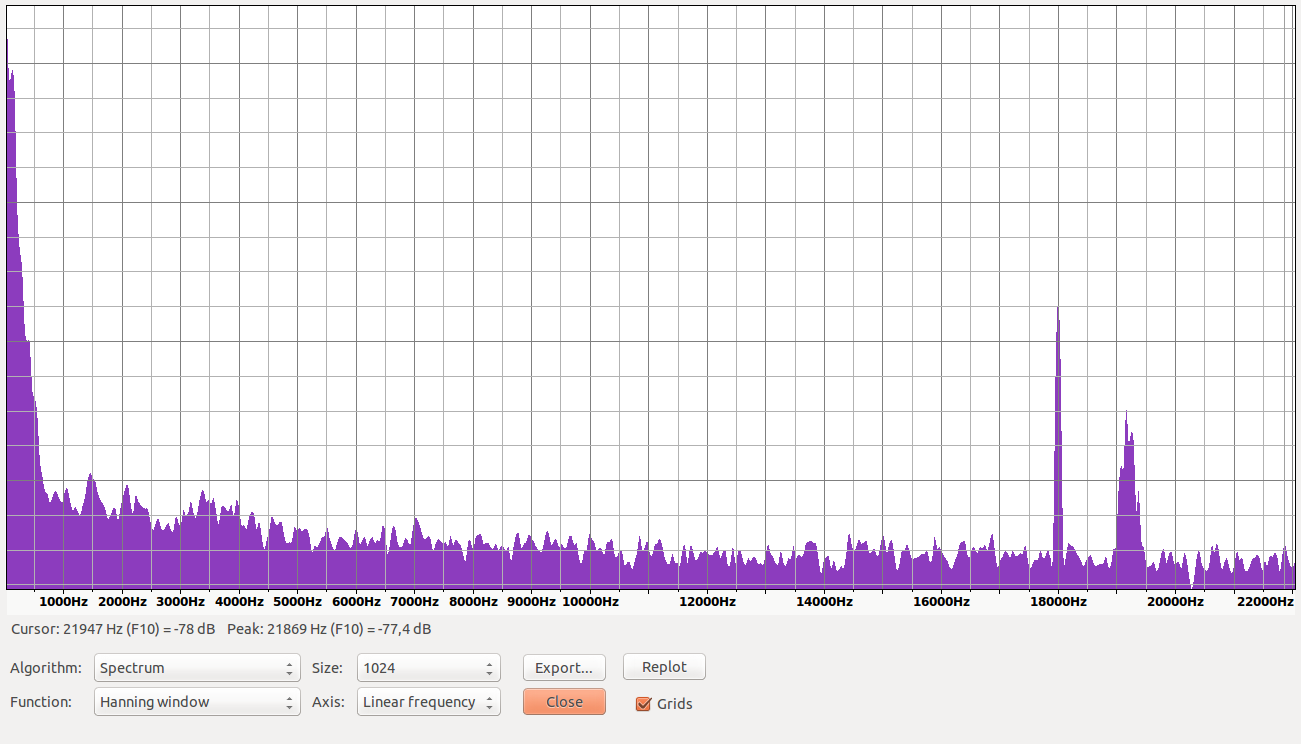 1000Hz 2000Hz 3000Hz 4000Hz 5000Hz 6000Hz 7000Hz 8000Hz 9000Hz 10000Hz 12000Hz 14000Hz 16000Hz 18000Hz 20000Hz 22000Hz
Cursor: 21947 Hz (F10) = -78 dB Peak: 21869 Hz (F10) = -77,4 dB
Algorithm: Spectrum Size: 1024 Export... Replot
Function: Hanning window Axis: Linear frequency Close Grids